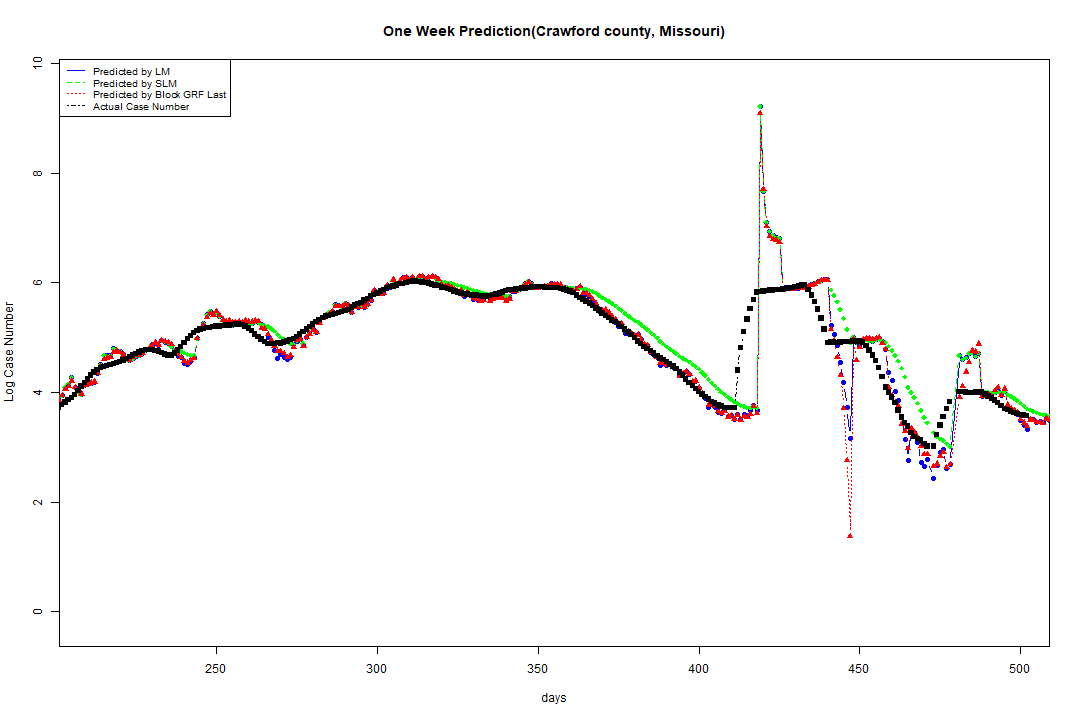 One Week Prediction(Crawford county, Missouri)
Predicted by LM
Predicted by SLM
Predicted by Block GRF Last
Actual Case Number
Log Case Number
10
8
6
4
2
0
250 300 350 400 450 500
days